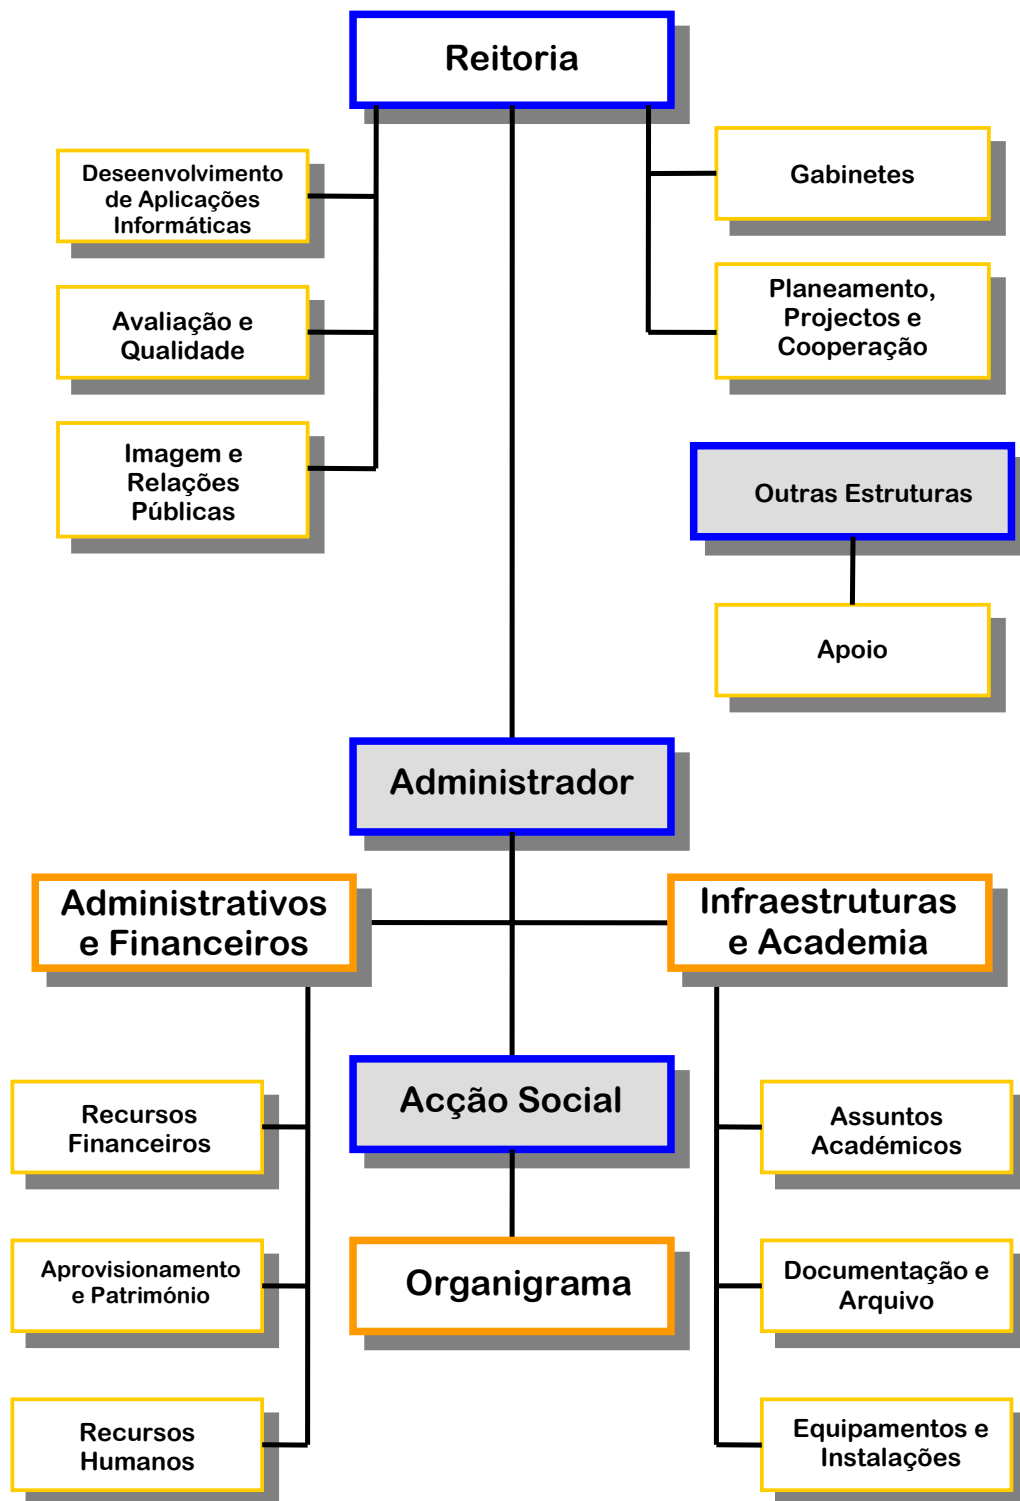 Reitoria
Deseenvolvimento
de Aplicações
Informáticas
Gabinetes
Avaliação e
Qualidade
Planeamento,
Projectos e
Cooperação
Imagem e
Relações
Públicas
Outras Estruturas
Apoio
Administrador
Administrativos
e Financeiros
Infraestruturas
e Academia
Recursos
Financeiros
Acção Social
Assuntos
Académicos
Aprovisionamento
e Património
Organigrama
Documentação e
Arquivo
Recursos
Humanos
Equipamentos e
Instalações